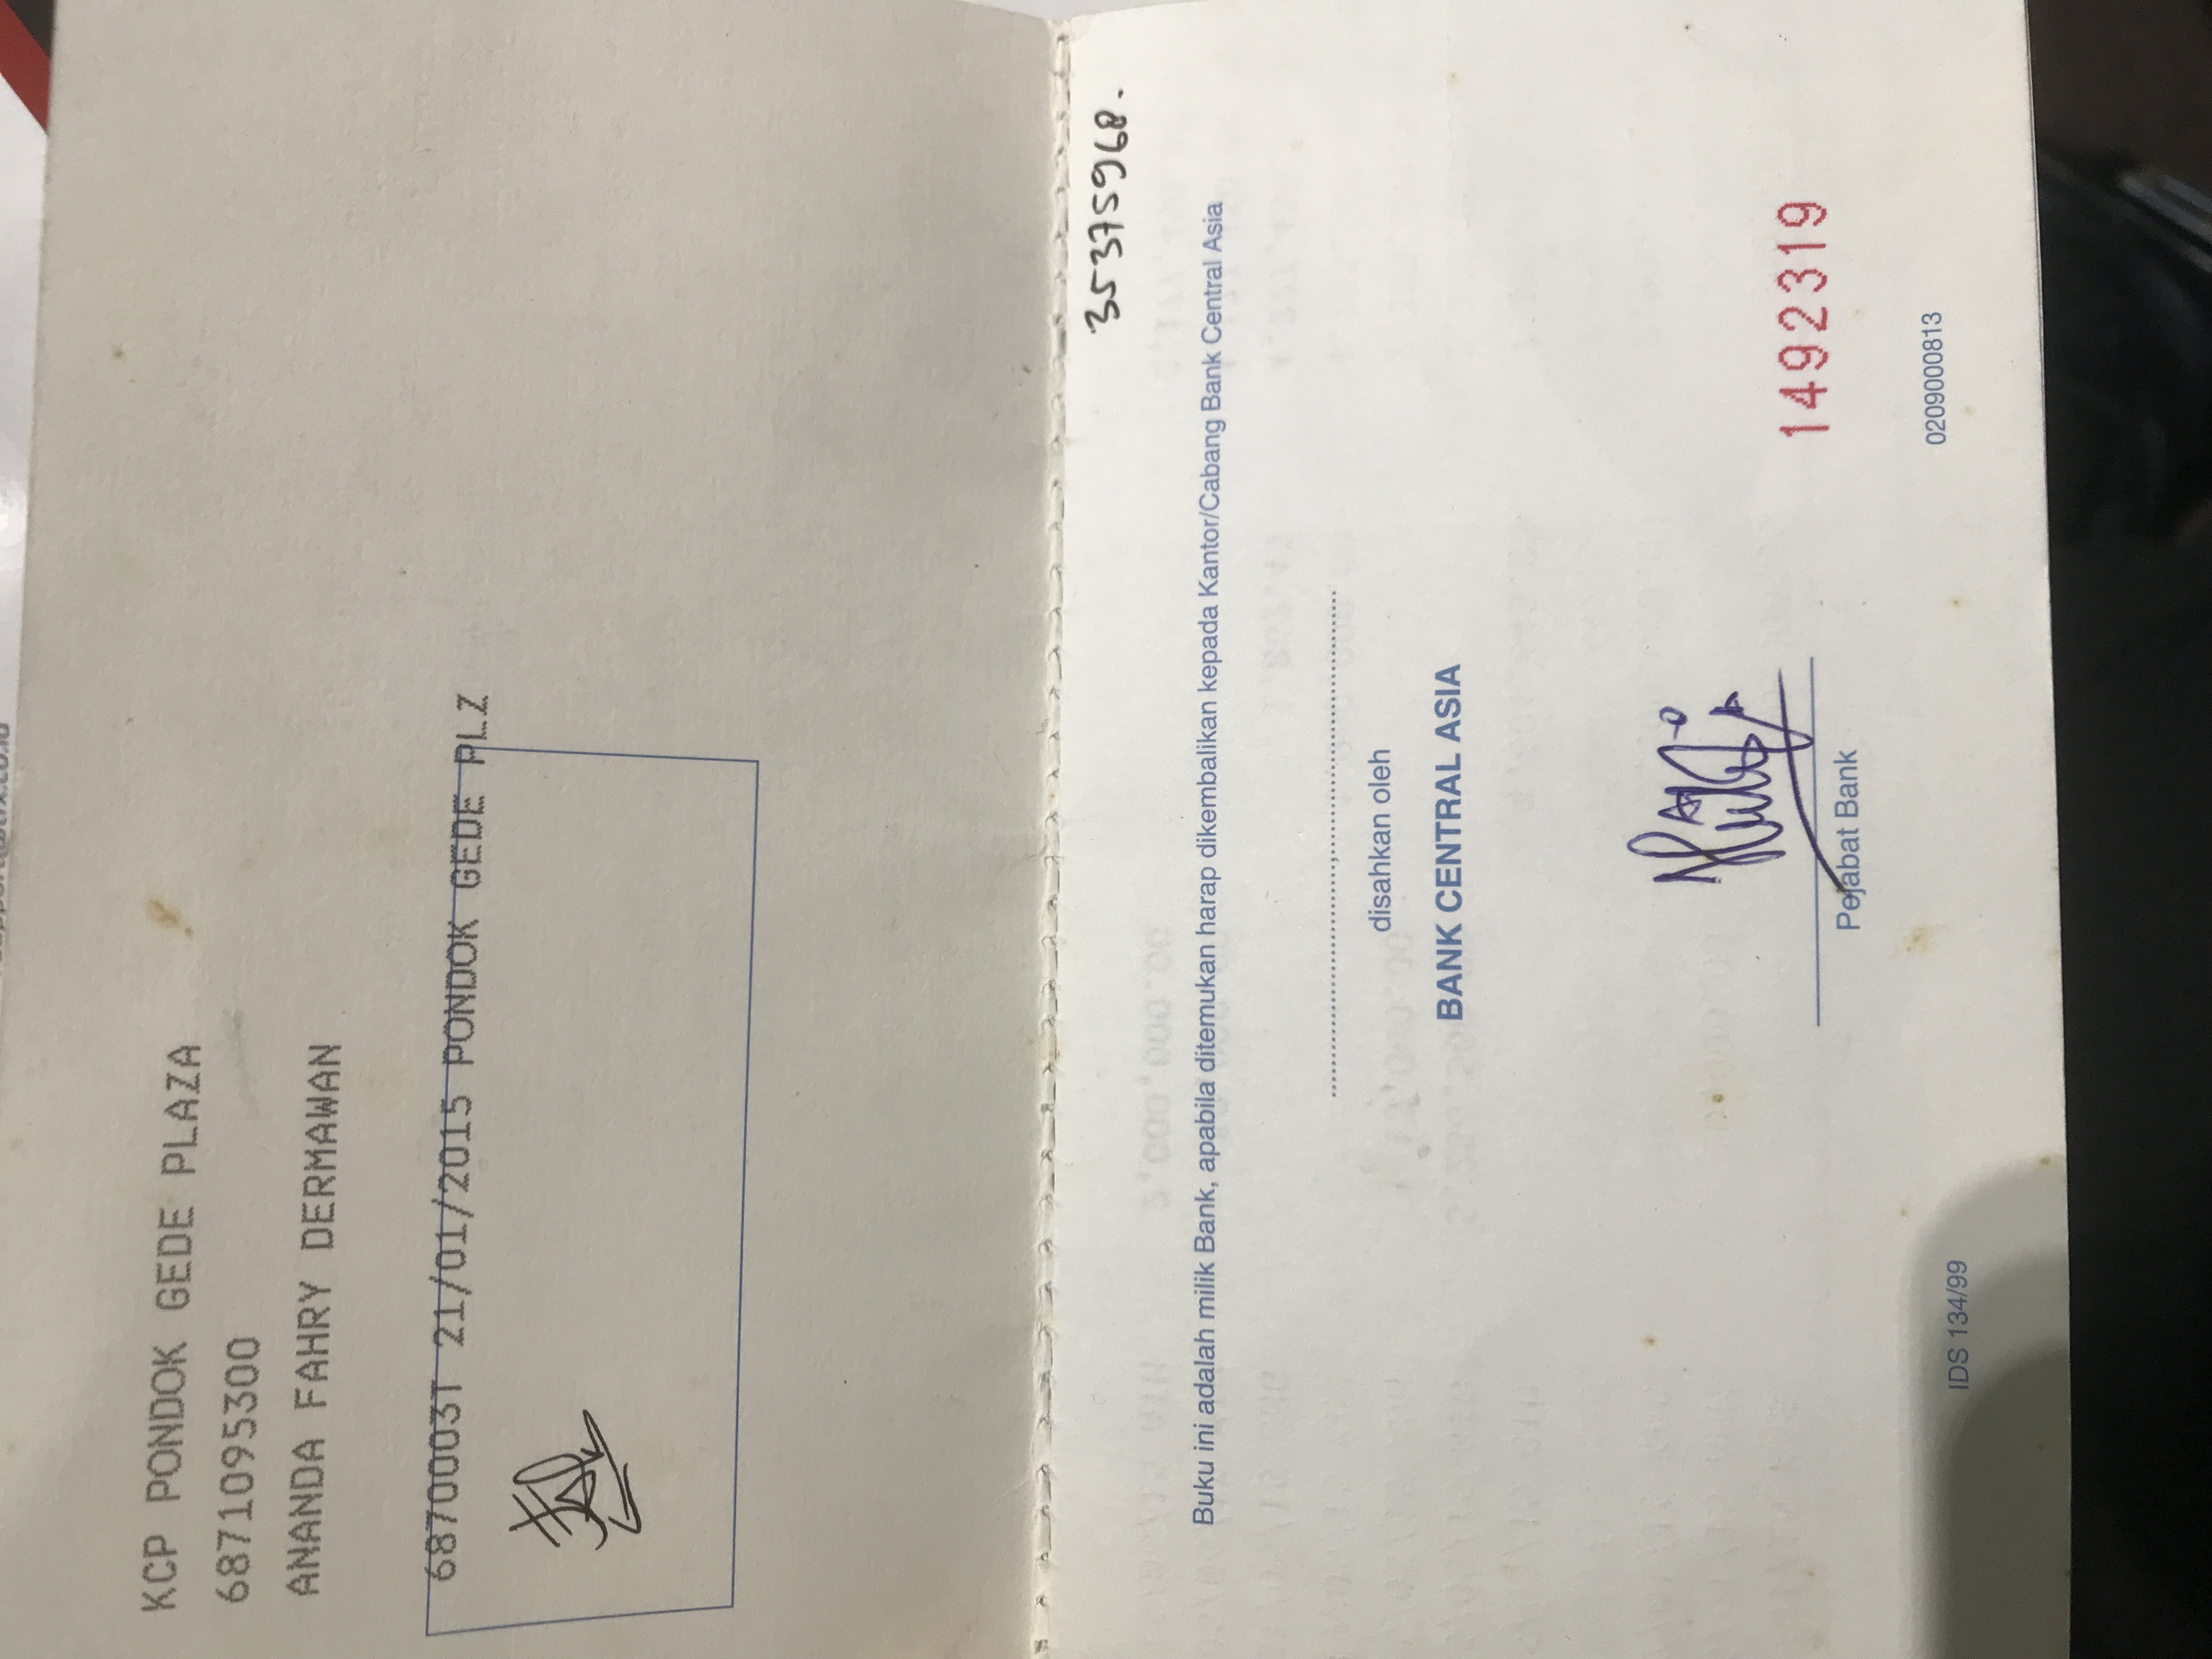 KCP PONDOK GEDE PLAZA
6871095300
ANANDA FAHRY DERMAWAN
6870003T 21/01/2015 PONDOK GEDE PLZ
35375968.
Buku ini adalah milik Bank, apabila ditemukan harap dikembalikan kepada Kantor/Cabang Bank Central Asia
..............................,..................................
disahkan oleh
BANK CENTRAL ASIA
Pejabat Bank
1492319
IDS 134/99
0209000813